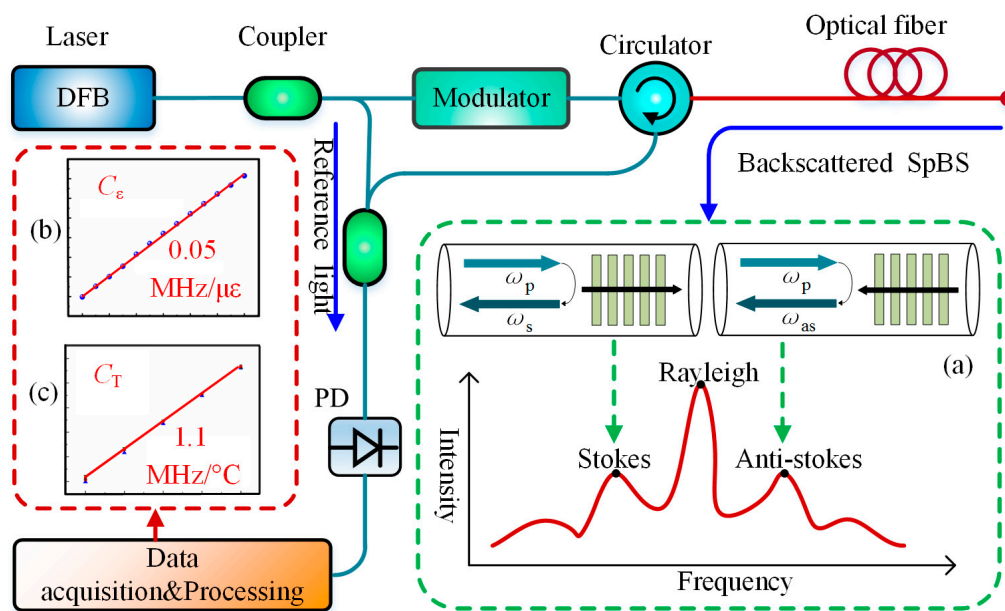 Laser
Coupler
Circulator
Optical fiber
DFB
Modulator
Reference light
Backscattered SpBS
(b)
Cε
0.05
MHz/με
(c)
CT
1.1
MHz/°C
PD
Data
acquisition&Processing
ωp
ωs
ωp
ωas
(a)
Rayleigh
Stokes
Anti-stokes
Intensity
Frequency